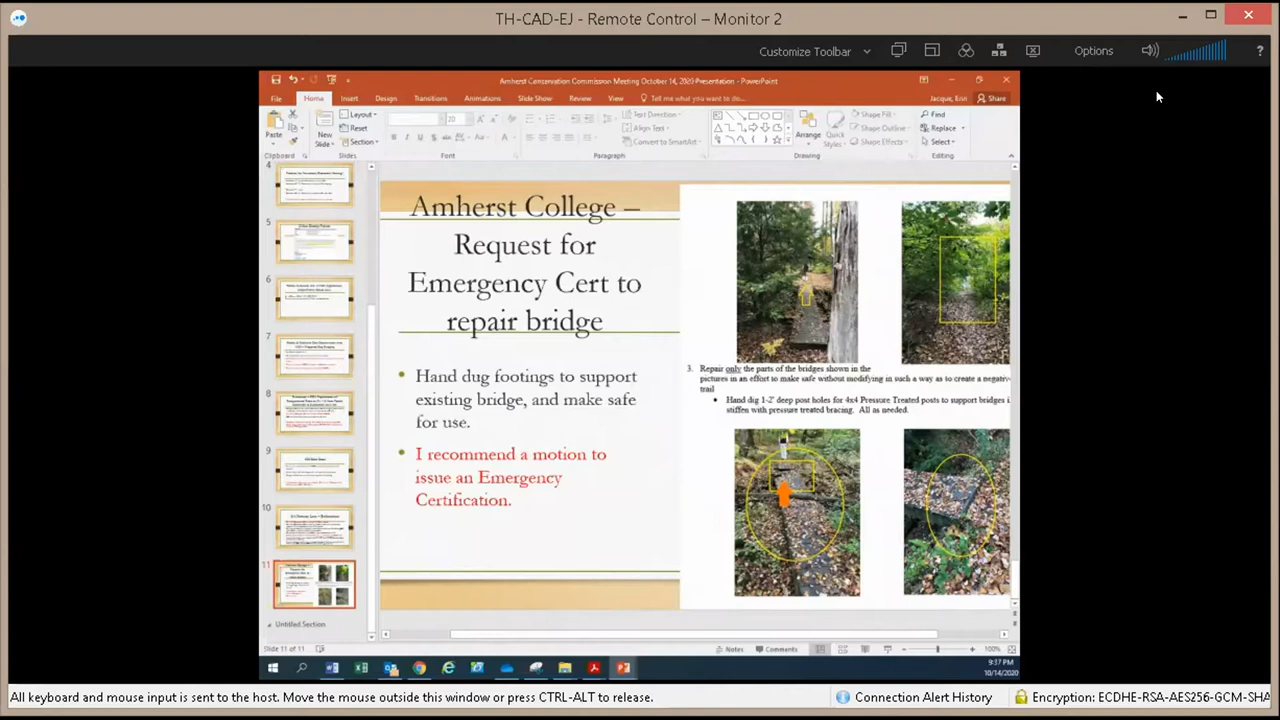 TH-CAD-EJ - Remote Control – Monitor 2
Customize Toolbar
Options
?
Amherst Conservation Commission Meeting October 14, 2020 Presentation - PowerPoint
File Home Insert Design Transitions Animations Slide Show Review View Tell me what you want to do...
Jacque, Erin Share
Paste
New
Slide
Layout
Reset
Section
20
Text Direction
Align Text
Convert to SmartArt
Arrange
Quick
Styles
Shape Fill
Shape Outline
Shape Effects
Find
Replace
Select
Clipboard Slides Font Paragraph Drawing Editing
4
5
6
7
8
9
10
11
Untitled Section
Amherst College –
Request for
Emergency Cert to
repair bridge
• Hand dug footings to support
existing bridge, and make safe
for use.
• I recommend a motion to
issue an Emergency
Certification.
3. Repair only the parts of the bridges shown in the
pictures in an effort to make safe without modifying in such a way as to create a negativ
trail
• Hand dig 1-2' deep post holes for 4x4 Pressure Treated posts to support bridges i
stiffen with pressure treated bracing. All as needed.
Slide 11 of 11
Notes Comments
100%
9:37 PM
10/14/2020
All keyboard and mouse input is sent to the host. Move the mouse outside this window or press CTRL-ALT to release.
Connection Alert History
Encryption: ECDHE-RSA-AES256-GCM-SHA